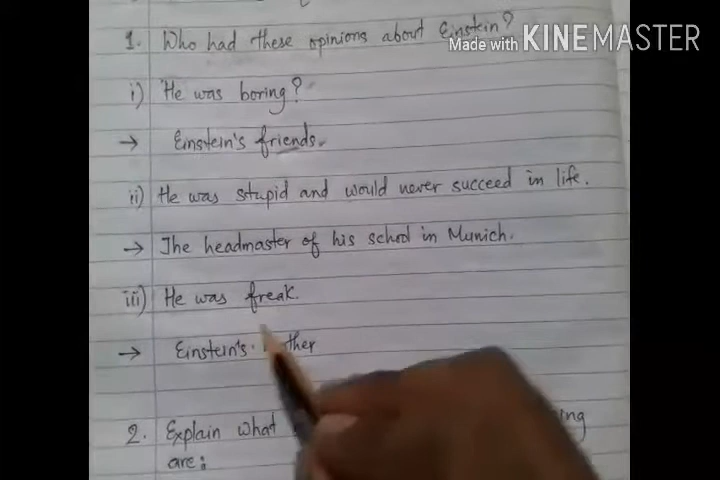 1. Who had these opinions about Einstein?
Made with KINEMASTER
i) He was boring?
→ Einstein's friends.
ii) He was stupid and would never succeed in life.
→ The headmaster of his school in Munich.
iii) He was freak.
→ Einstein's
2. Explain what
are: